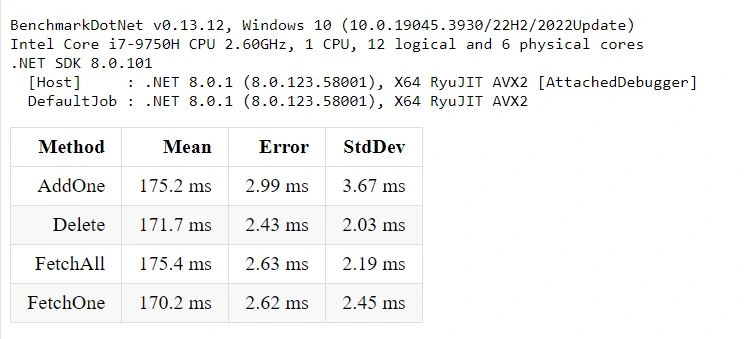 BenchmarkDotNet v0.13.12, Windows 10 (10.0.19045.3930/22H2/2022Update)
Intel Core i7-9750H CPU 2.60GHz, 1 CPU, 12 logical and 6 physical cores
.NET SDK 8.0.101
[Host]     : .NET 8.0.1 (8.0.123.58001), X64 RyuJIT AVX2 [AttachedDebugger]
DefaultJob : .NET 8.0.1 (8.0.123.58001), X64 RyuJIT AVX2
Method Mean Error StdDev
AddOne 175.2 ms 2.99 ms 3.67 ms
Delete 171.7 ms 2.43 ms 2.03 ms
FetchAll 175.4 ms 2.63 ms 2.19 ms
FetchOne 170.2 ms 2.62 ms 2.45 ms